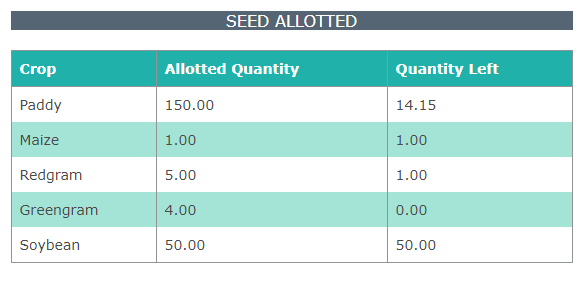 SEED ALLOTTED
Crop Allotted Quantity Quantity Left
Paddy 150.00 14.15
Maize 1.00 1.00
Redgram 5.00 1.00
Greengram 4.00 0.00
Soybean 50.00 50.00